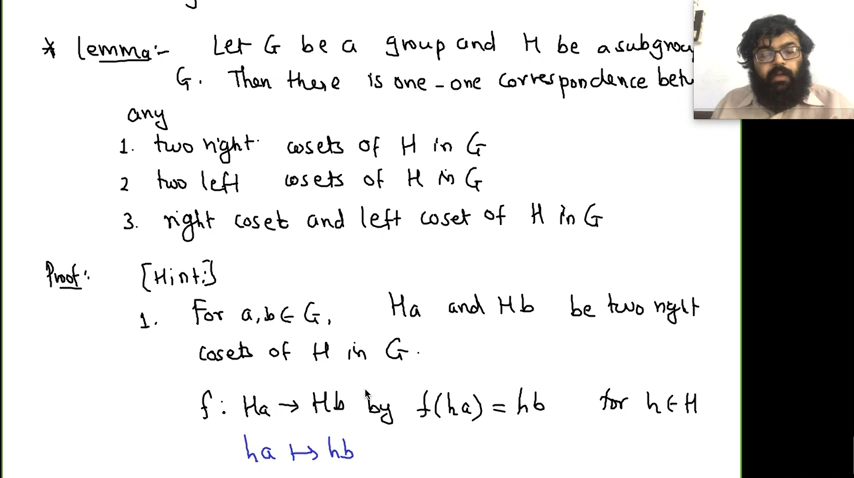 * lemma:- Let G be a group and H be a subgrou
G. Then there is one-one correspondence bet
any
1. two right cosets of H in G
2 two left cosets of H in G
3. right coset and left coset of H in G
Proof: [Hint:]
1. For a,b ∈ G, Ha and Hb be two right
cosets of H in G.
f: Ha → Hb by f(ha) = hb for h ∈ H
ha ↦ hb